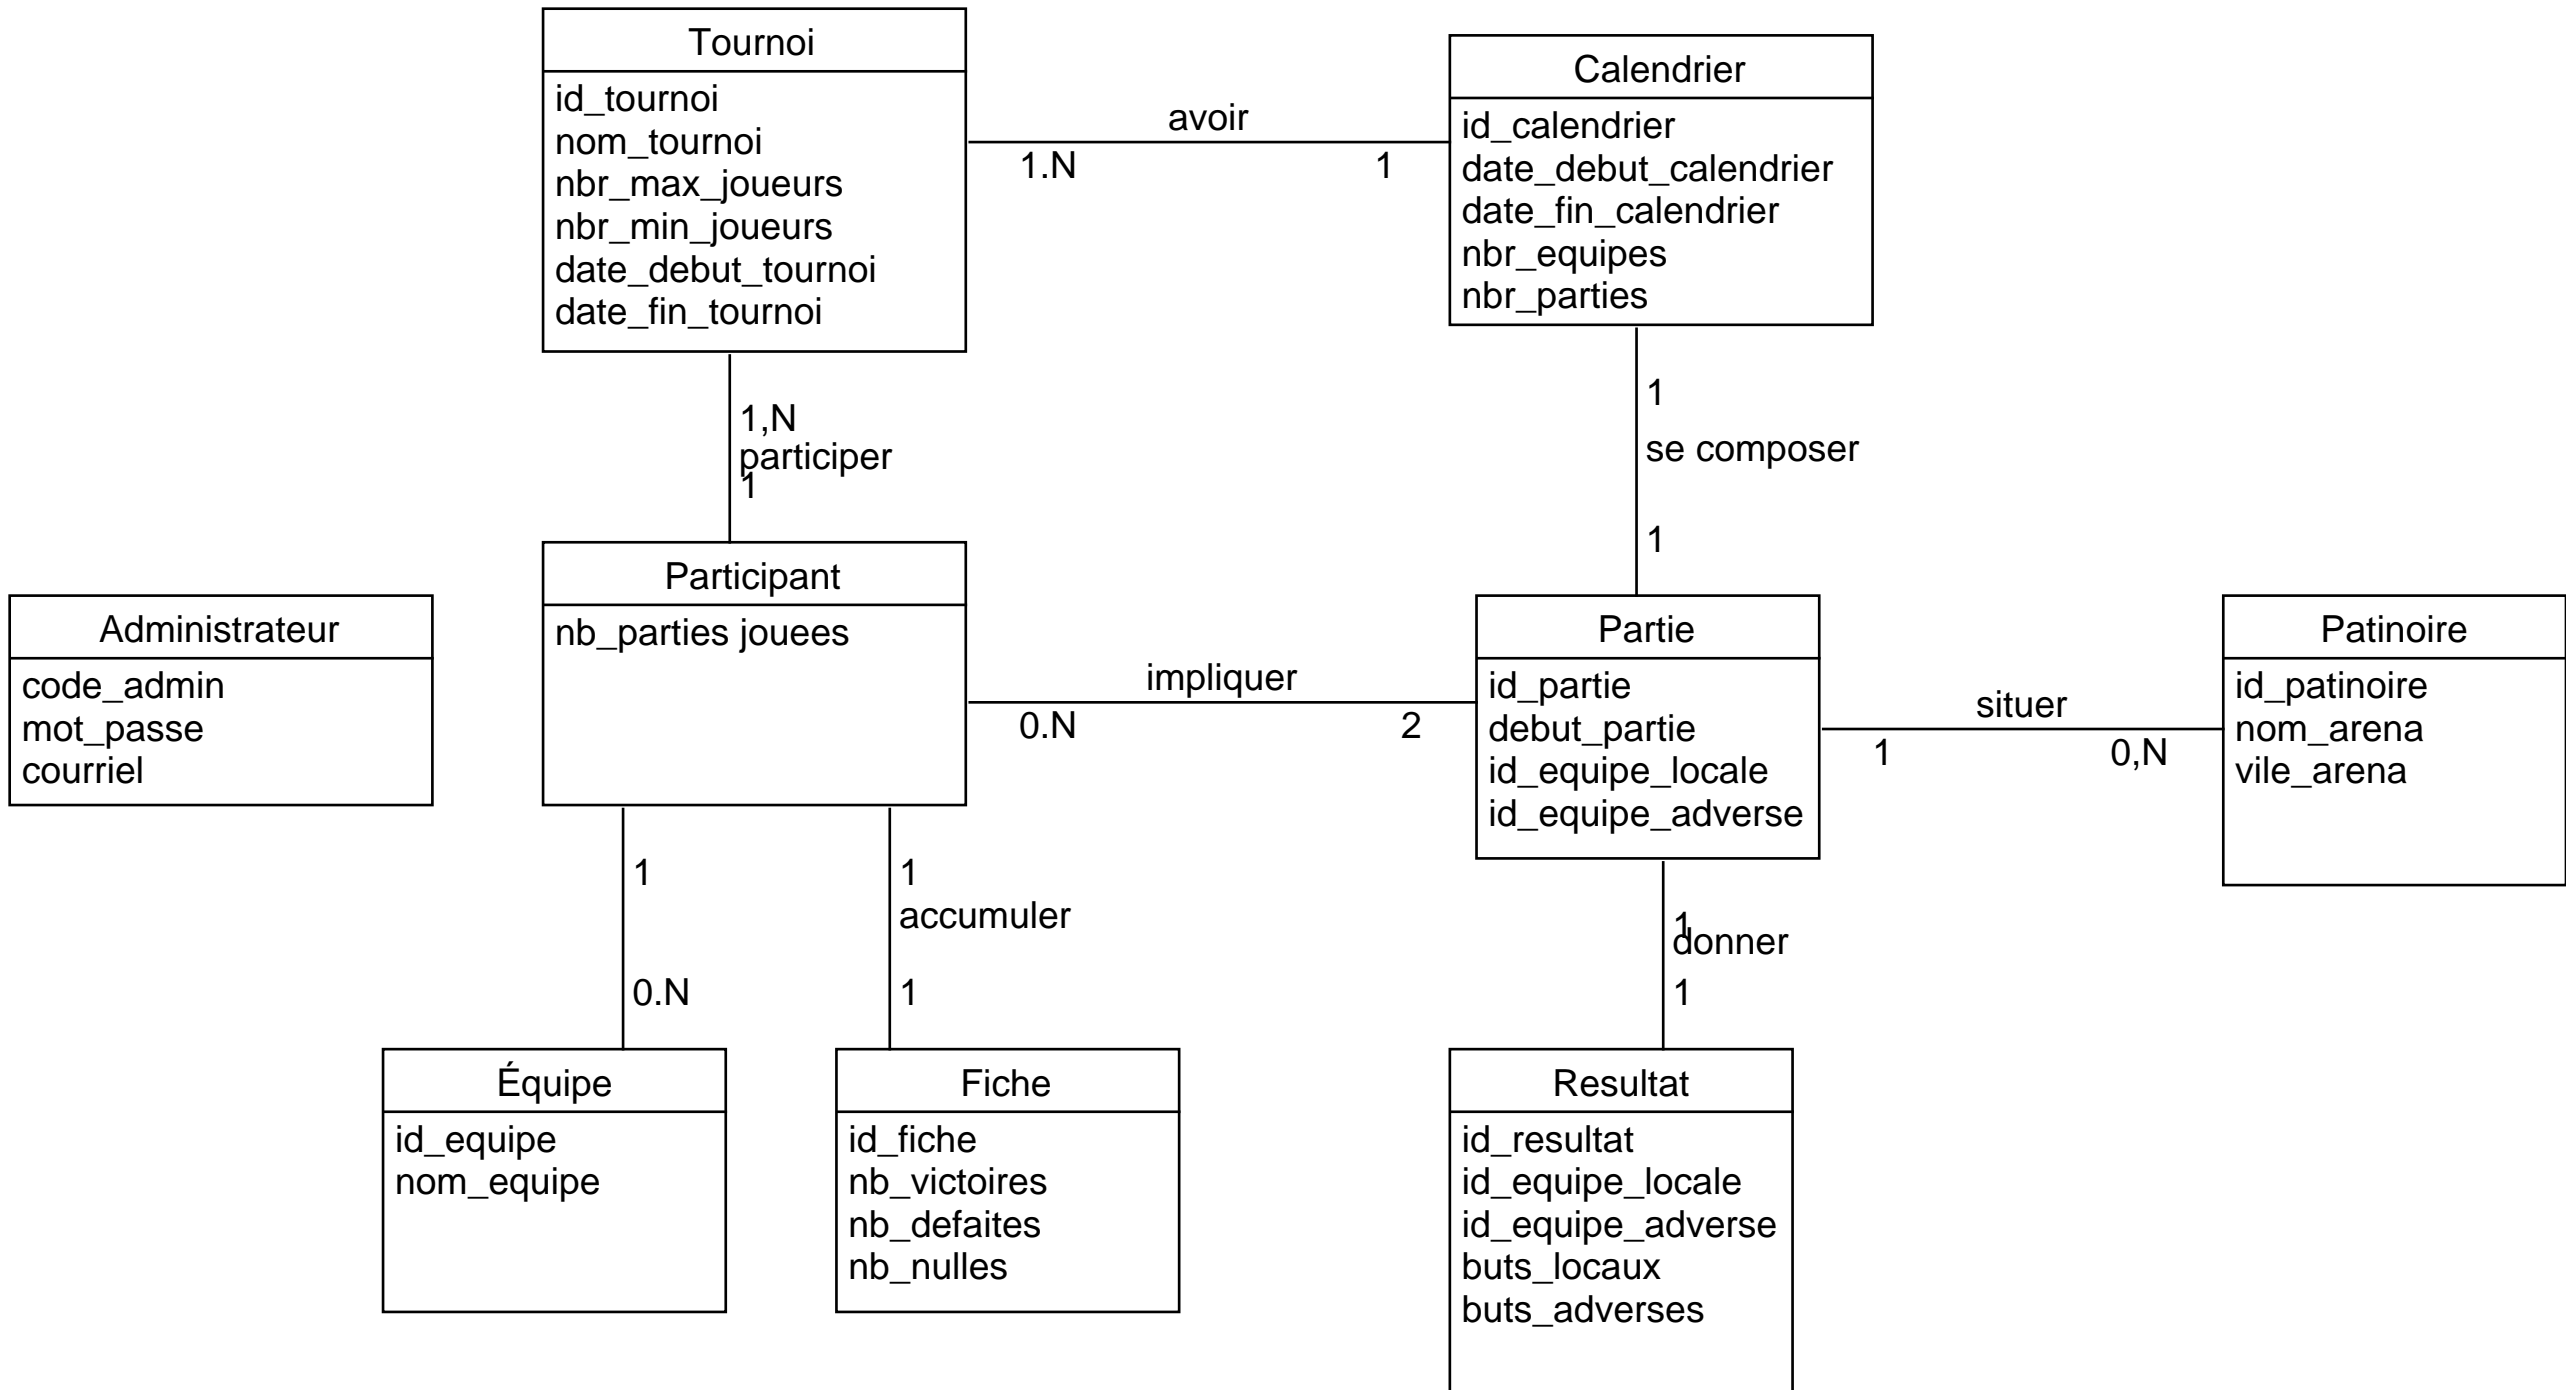 Tournoi
id_tournoi
nom_tournoi
nbr_max_joueurs
nbr_min_joueurs
date_debut_tournoi
date_fin_tournoi
avoir
1.N
1
Calendrier
id_calendrier
date_debut_calendrier
date_fin_calendrier
nbr_equipes
nbr_parties
1,N
participer
1
1
se composer
1
Administrateur
code_admin
mot_passe
courriel
Participant
nb_parties jouees
impliquer
0.N
2
Partie
id_partie
debut_partie
id_equipe_locale
id_equipe_adverse
situer
1
0,N
Patinoire
id_patinoire
nom_arena
vile_arena
1
0.N
1
accumuler
1
1
donner
1
Équipe
id_equipe
nom_equipe
Fiche
id_fiche
nb_victoires
nb_defaites
nb_nulles
Resultat
id_resultat
id_equipe_locale
id_equipe_adverse
buts_locaux
buts_adverses